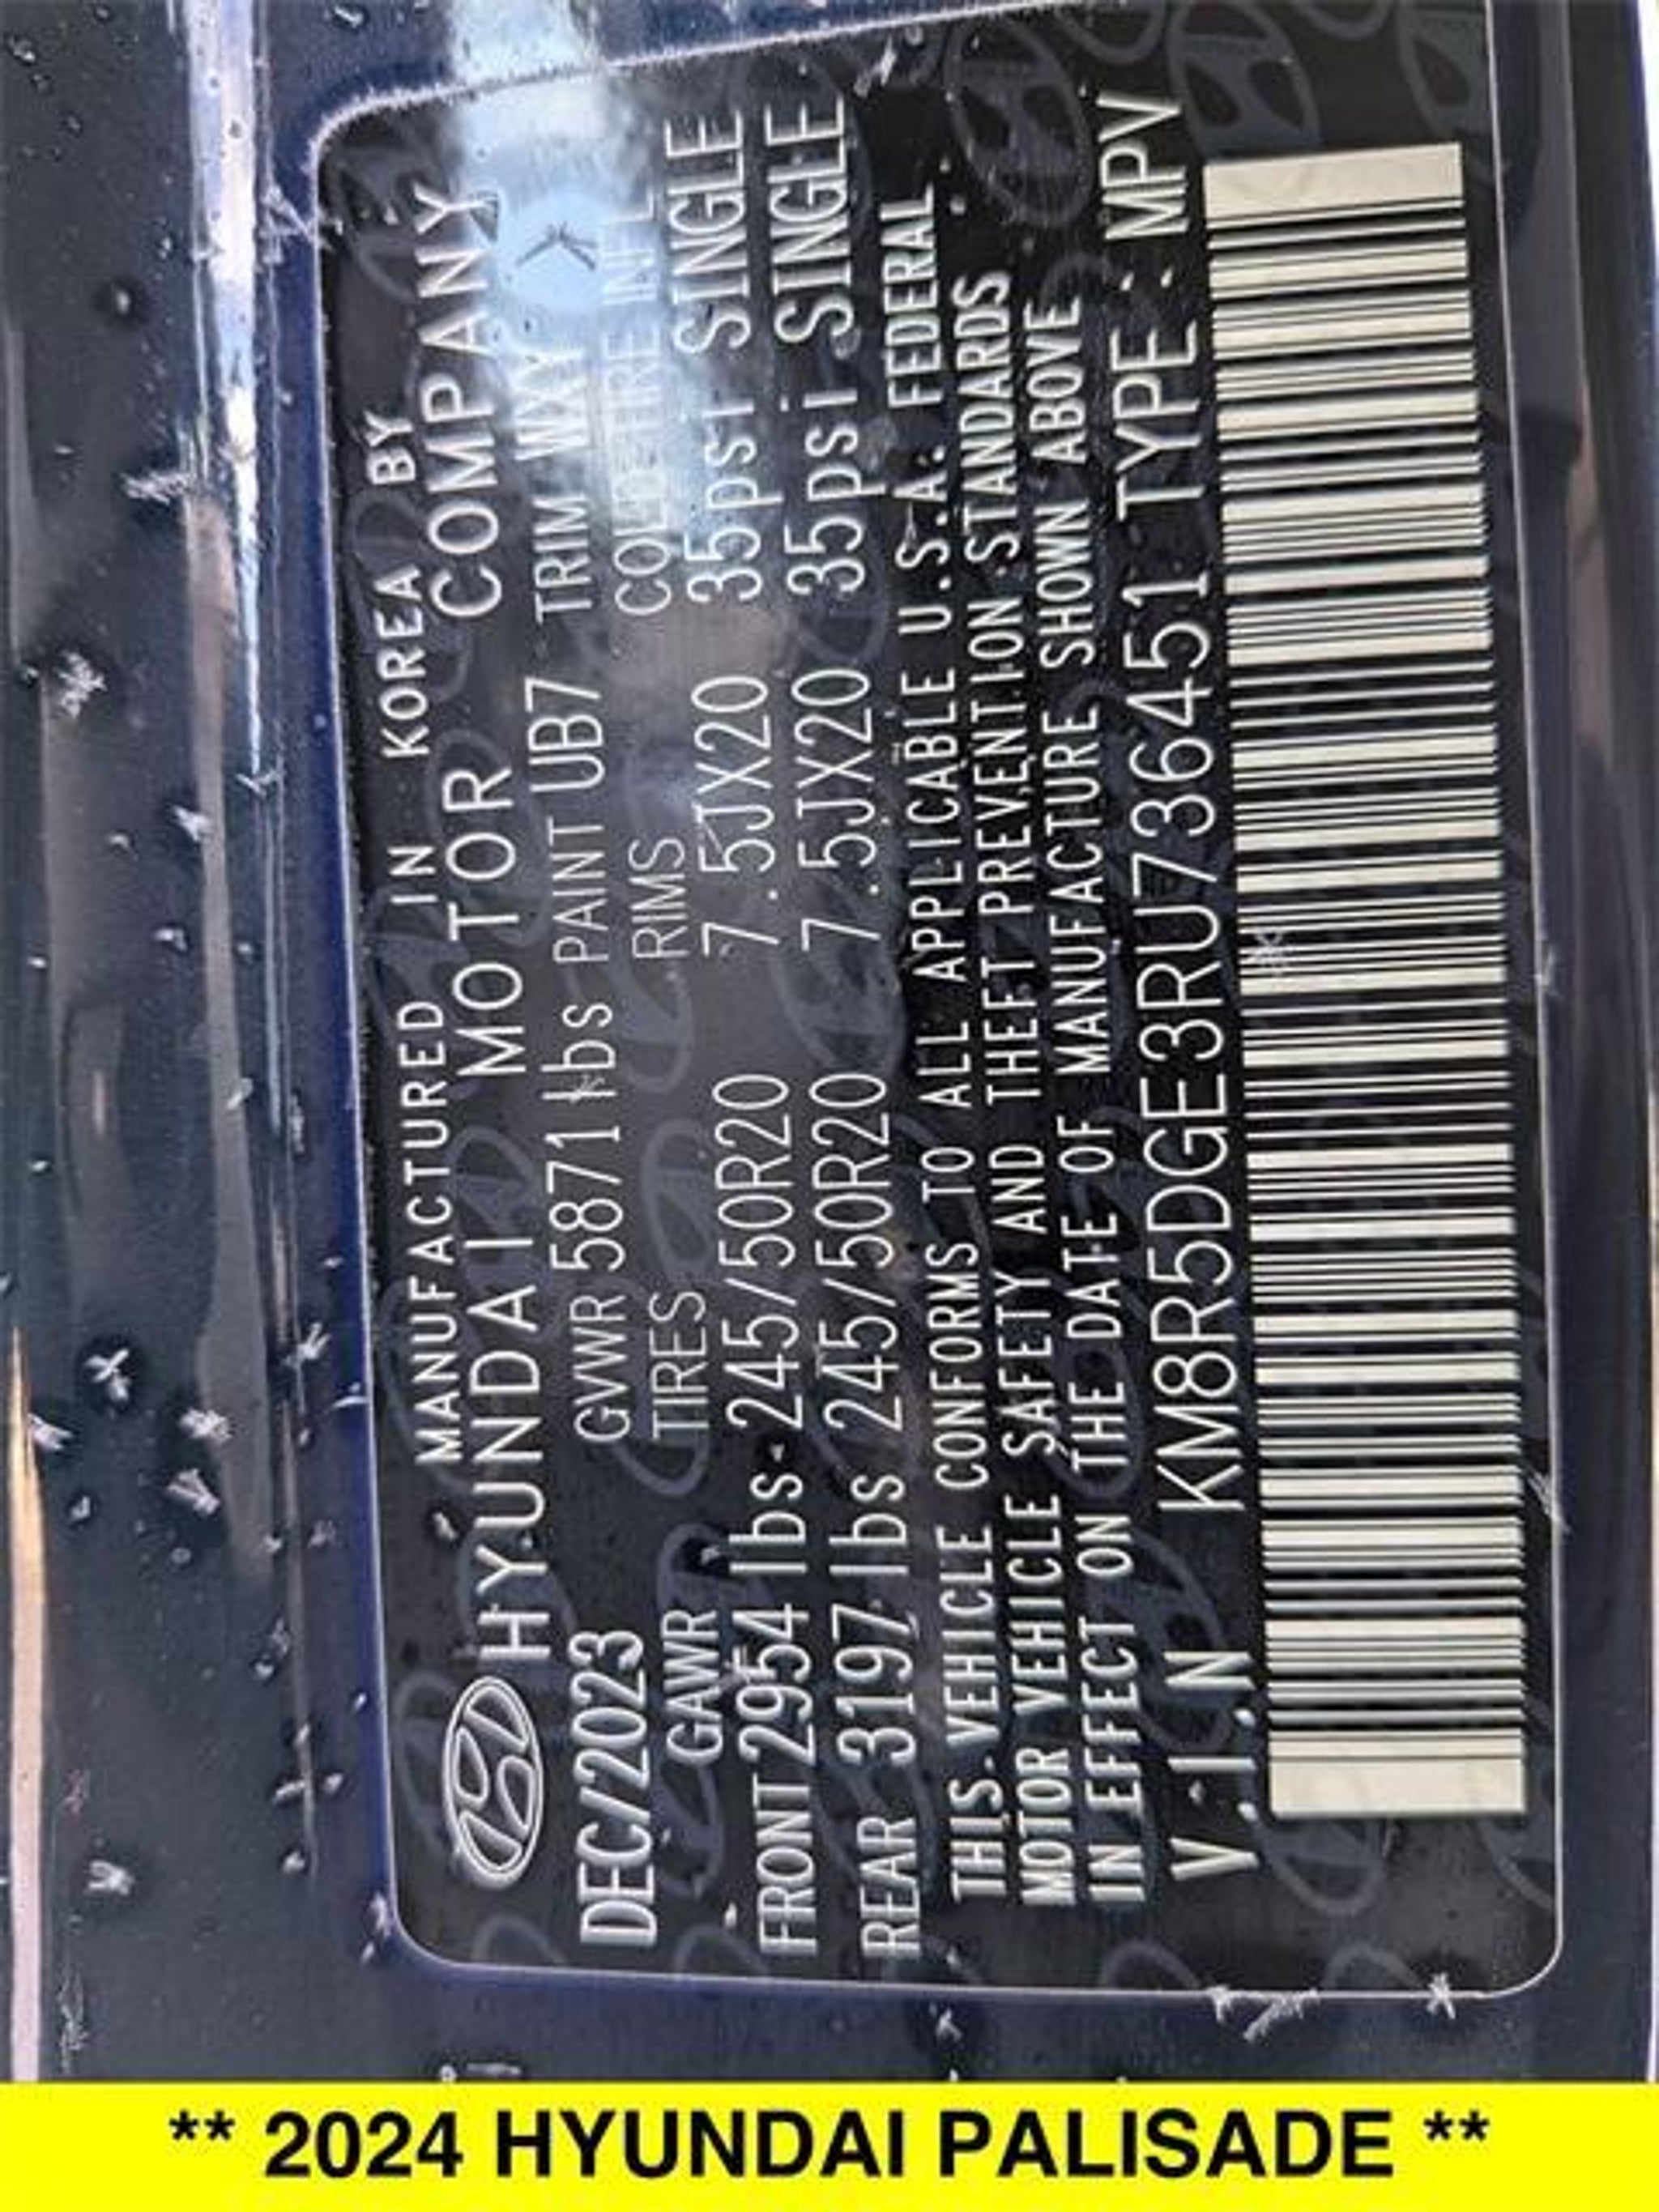 MANUFACTURED IN KOREA BY
HYUNDAI MOTOR COMPANY
DEC/2023 GVWR 5871 lbs PAINT UB7 TRIM WXY
GAWR TIRES RIMS COLD TIRE INFL
FRONT 2954 lbs 245/50R20 7.5JX20 35psi SINGLE
REAR 3197 lbs 245/50R20 7.5JX20 35psi SINGLE
THIS VEHICLE CONFORMS TO ALL APPLICABLE U.S.A. FEDERAL
MOTOR VEHICLE SAFETY AND THEFT PREVENTION STANDARDS
IN EFFECT ON THE DATE OF MANUFACTURE SHOWN ABOVE
V.I.N KM8R5DGE3RU736451 TYPE: MPV
** 2024 HYUNDAI PALISADE **